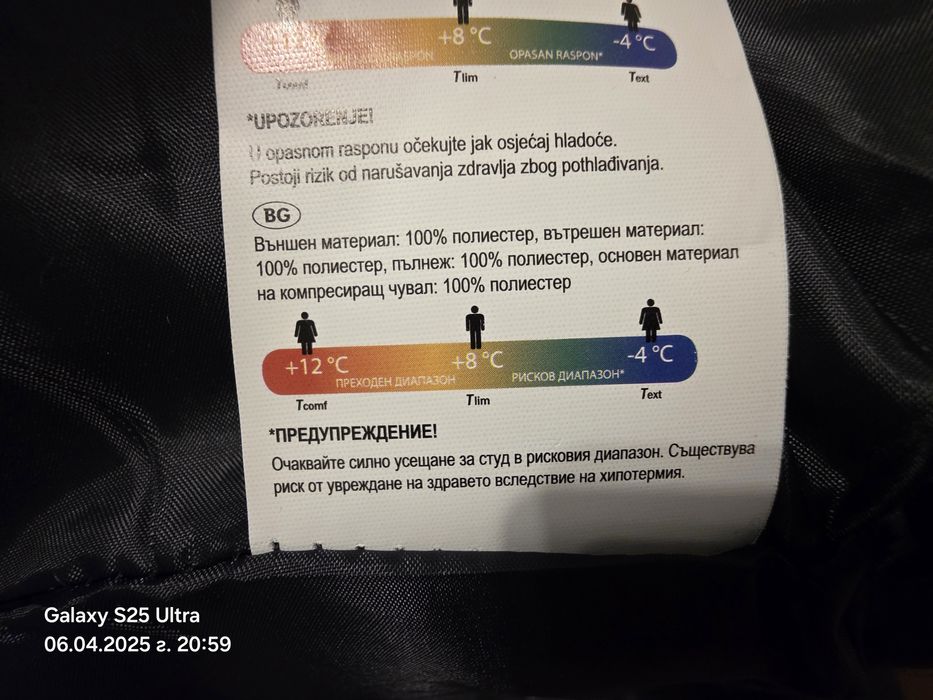 +8 °C
-4 °C
OPASAN RASPON*
Tlim
Text
*UPOZORENJE!
U opasnom rasponu očekujte jak osjećaj hladoće.
Postoji rizik od narušavanja zdravlja zbog pothlađivanja.
BG
Външен материал: 100% полиестер, вътрешен материал:
100% полиестер, пълнеж: 100% полиестер, основен материал
на компресиращ чувал: 100% полиестер
+12 °C
+8 °C
-4 °C
ПРЕХОДЕН ДИАПАЗОН
РИСКОВ ДИАПАЗОН*
Tcomf
Tlim
Text
*ПРЕДУПРЕЖДЕНИЕ!
Очаквайте силно усещане за студ в рисковия диапазон. Съществува
риск от увреждане на здравето вследствие на хипотермия.
Galaxy S25 Ultra
06.04.2025 г. 20:59